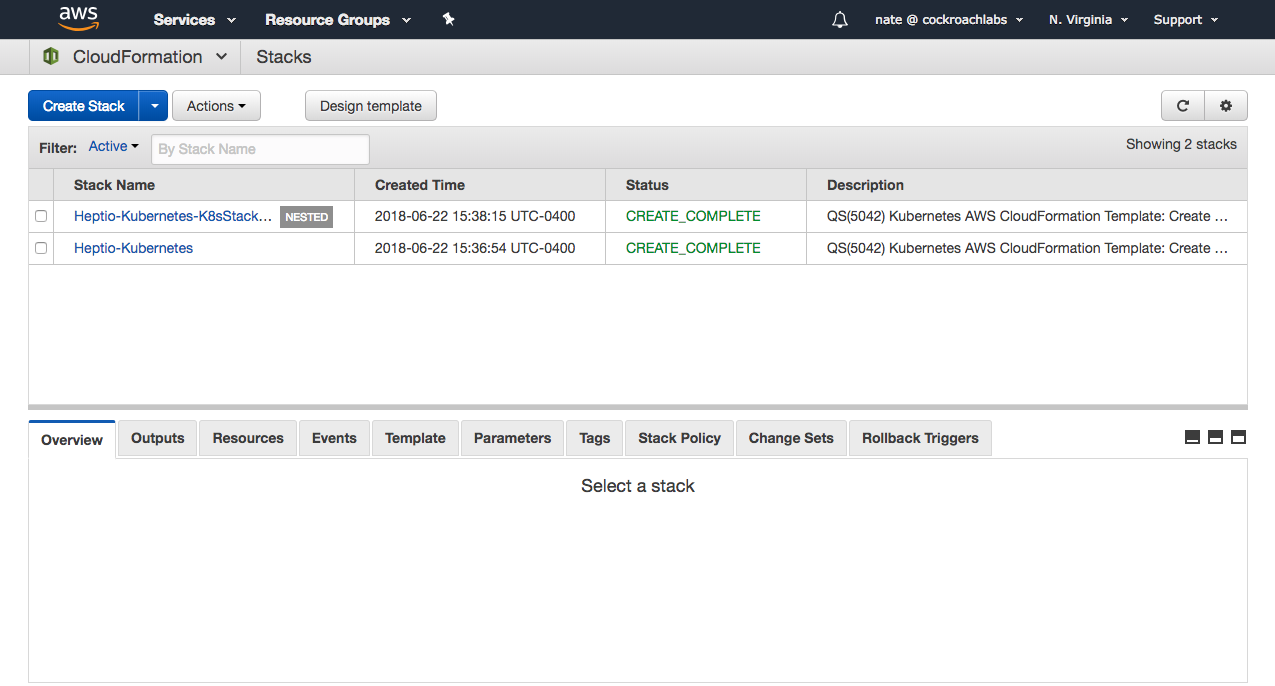 aws Services Resource Groups nate @ cockroachlabs N. Virginia Support
CloudFormation Stacks
Create Stack Actions Design template
Filter: Active By Stack Name Showing 2 stacks
Stack Name Created Time Status Description
Heptio-Kubernetes-K8sStack... NESTED 2018-06-22 15:38:15 UTC-0400 CREATE_COMPLETE QS(5042) Kubernetes AWS CloudFormation Template: Create ...
Heptio-Kubernetes 2018-06-22 15:36:54 UTC-0400 CREATE_COMPLETE QS(5042) Kubernetes AWS CloudFormation Template: Create ...
Overview Outputs Resources Events Template Parameters Tags Stack Policy Change Sets Rollback Triggers
Select a stack